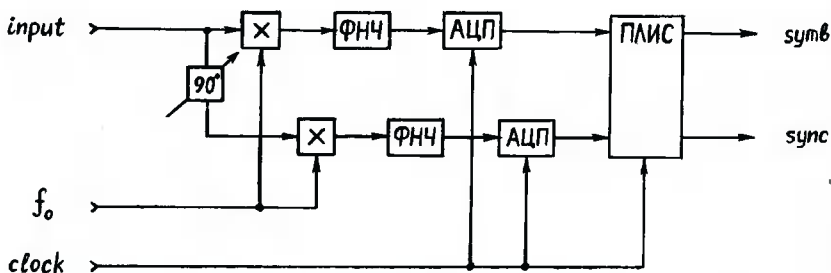 input × ФНЧ АЦП ПЛИС symb
90°
× ФНЧ АЦП sync
f₀
clock